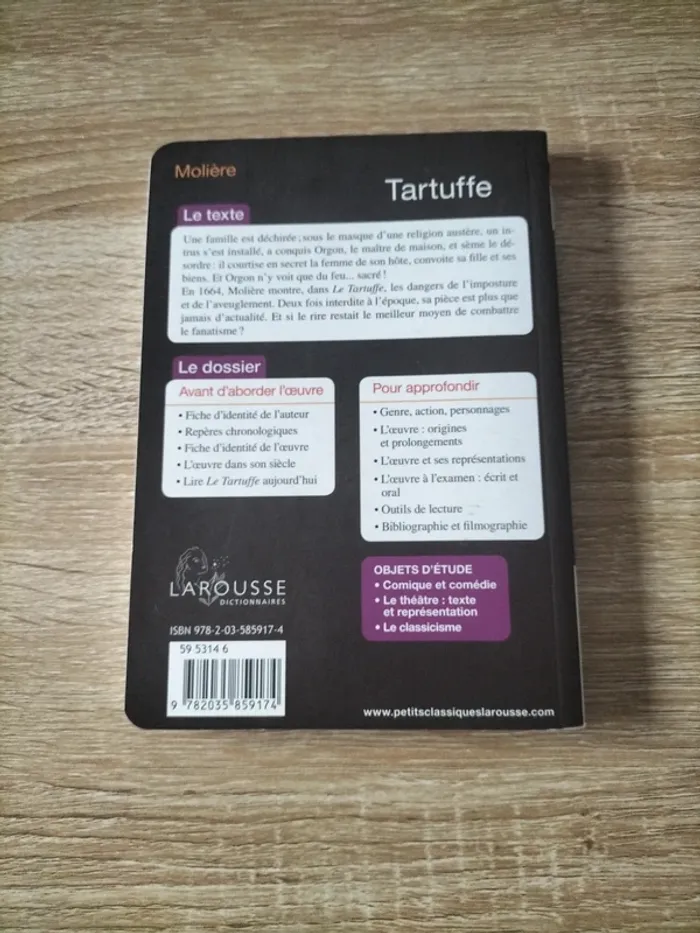 Molière
Tartuffe
Le texte
Une famille est déchirée ; sous le masque d'une religion austère, un in-
trus s'est installé, a conquis Orgon, le maître de maison, et sème le dé-
sordre : il courtise en secret la femme de son hôte, convoite sa fille et ses
biens. Et Orgon n'y voit que du feu... sacré !
En 1664, Molière montre, dans Le Tartuffe, les dangers de l'imposture
et de l'aveuglement. Deux fois interdite à l'époque, sa pièce est plus que
jamais d'actualité. Et si le rire restait le meilleur moyen de combattre
le fanatisme ?
Le dossier
Avant d'aborder l'œuvre
• Fiche d'identité de l'auteur
• Repères chronologiques
• Fiche d'identité de l'œuvre
• L'œuvre dans son siècle
• Lire Le Tartuffe aujourd'hui
Pour approfondir
• Genre, action, personnages
• L'œuvre : origines
et prolongements
• L'œuvre et ses représentations
• L'œuvre à l'examen : écrit et
oral
• Outils de lecture
• Bibliographie et filmographie
OBJETS D'ÉTUDE
• Comique et comédie
• Le théâtre : texte
et représentation
• Le classicisme
LAROUSSE
DICTIONNAIRES
ISBN 978-2-03-585917-4
59 5314 6
9 782035 859174
www.petitsclassiqueslarousse.com